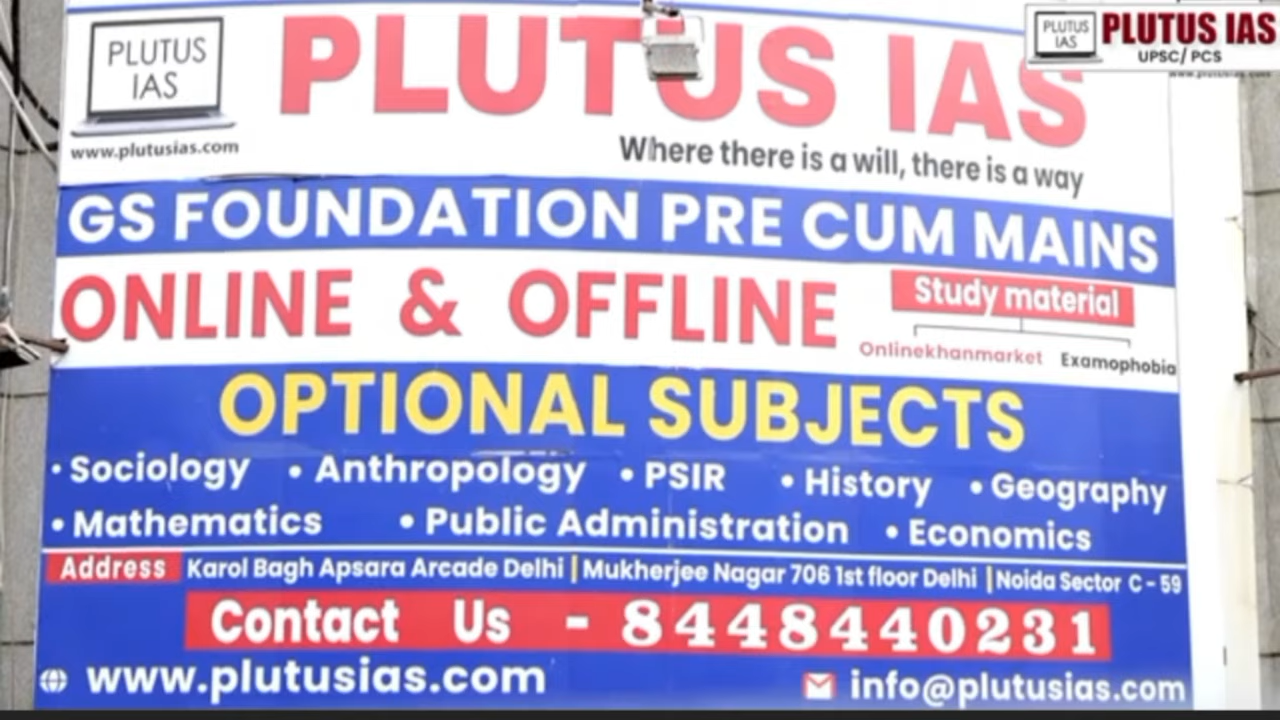 PLUTUS IAS
PLUTUS IAS
UPSC/ PCS
PLUTUS
IAS
PLUTUS IAS
www.plutusias.com
Where there is a will, there is a way
GS FOUNDATION PRE CUM MAINS
ONLINE & OFFLINE
Study material
Onlinekhanmarket Examophobia
OPTIONAL SUBJECTS
• Sociology • Anthropology • PSIR • History • Geography
• Mathematics • Public Administration • Economics
Address Karol Bagh Apsara Arcade Delhi | Mukherjee Nagar 706 1st floor Delhi | Noida Sector C - 59
Contact Us - 8448440231
www.plutusias.com info@plutusias.com